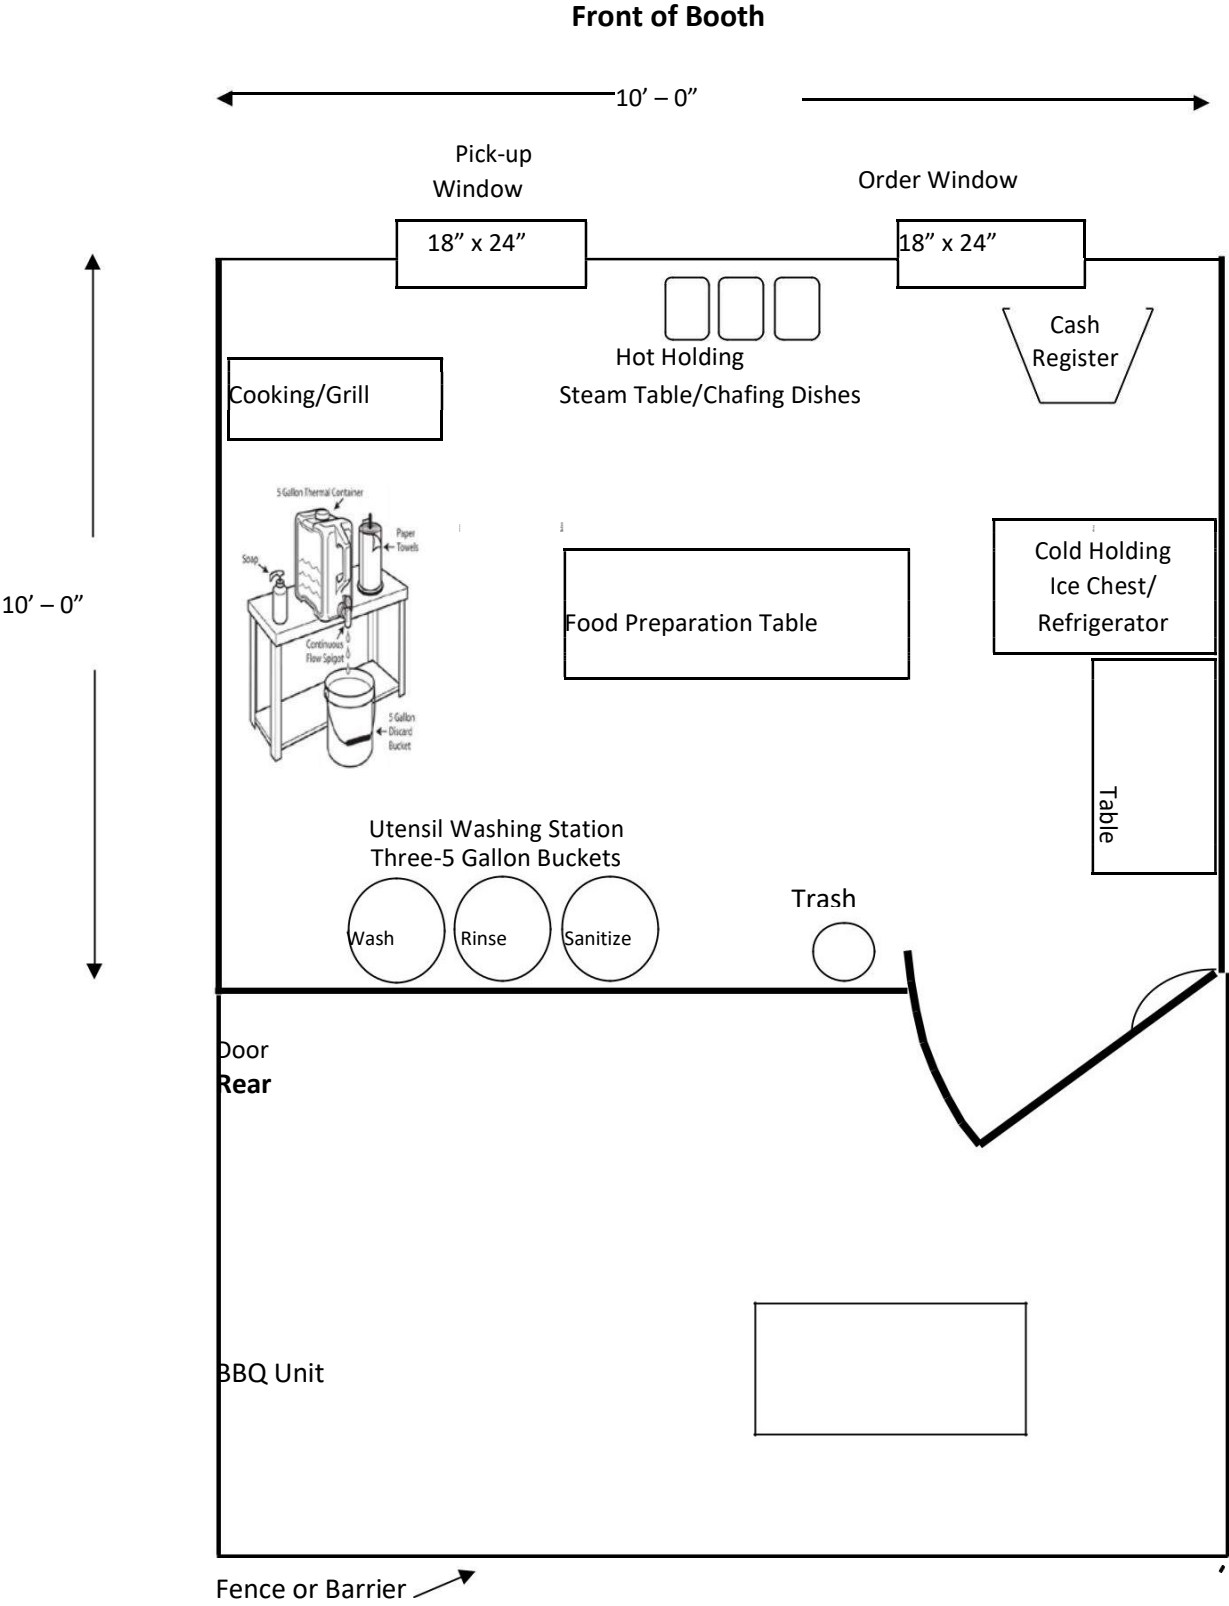 Front of Booth
10’ – 0”
Pick-up
Window
Order Window
18” x 24”
18” x 24”
Cash
Register
Hot Holding
Steam Table/Chafing Dishes
Cooking/Grill
5 Gallon Thermal Container
Paper
Towels
Soap
Continuous
Flow Spigot
5 Gallon
Discard
Bucket
10’ – 0”
Food Preparation Table
Cold Holding
Ice Chest/
Refrigerator
Table
Utensil Washing Station
Three-5 Gallon Buckets
Wash
Rinse
Sanitize
Trash
Door
Rear
BBQ Unit
Fence or Barrier